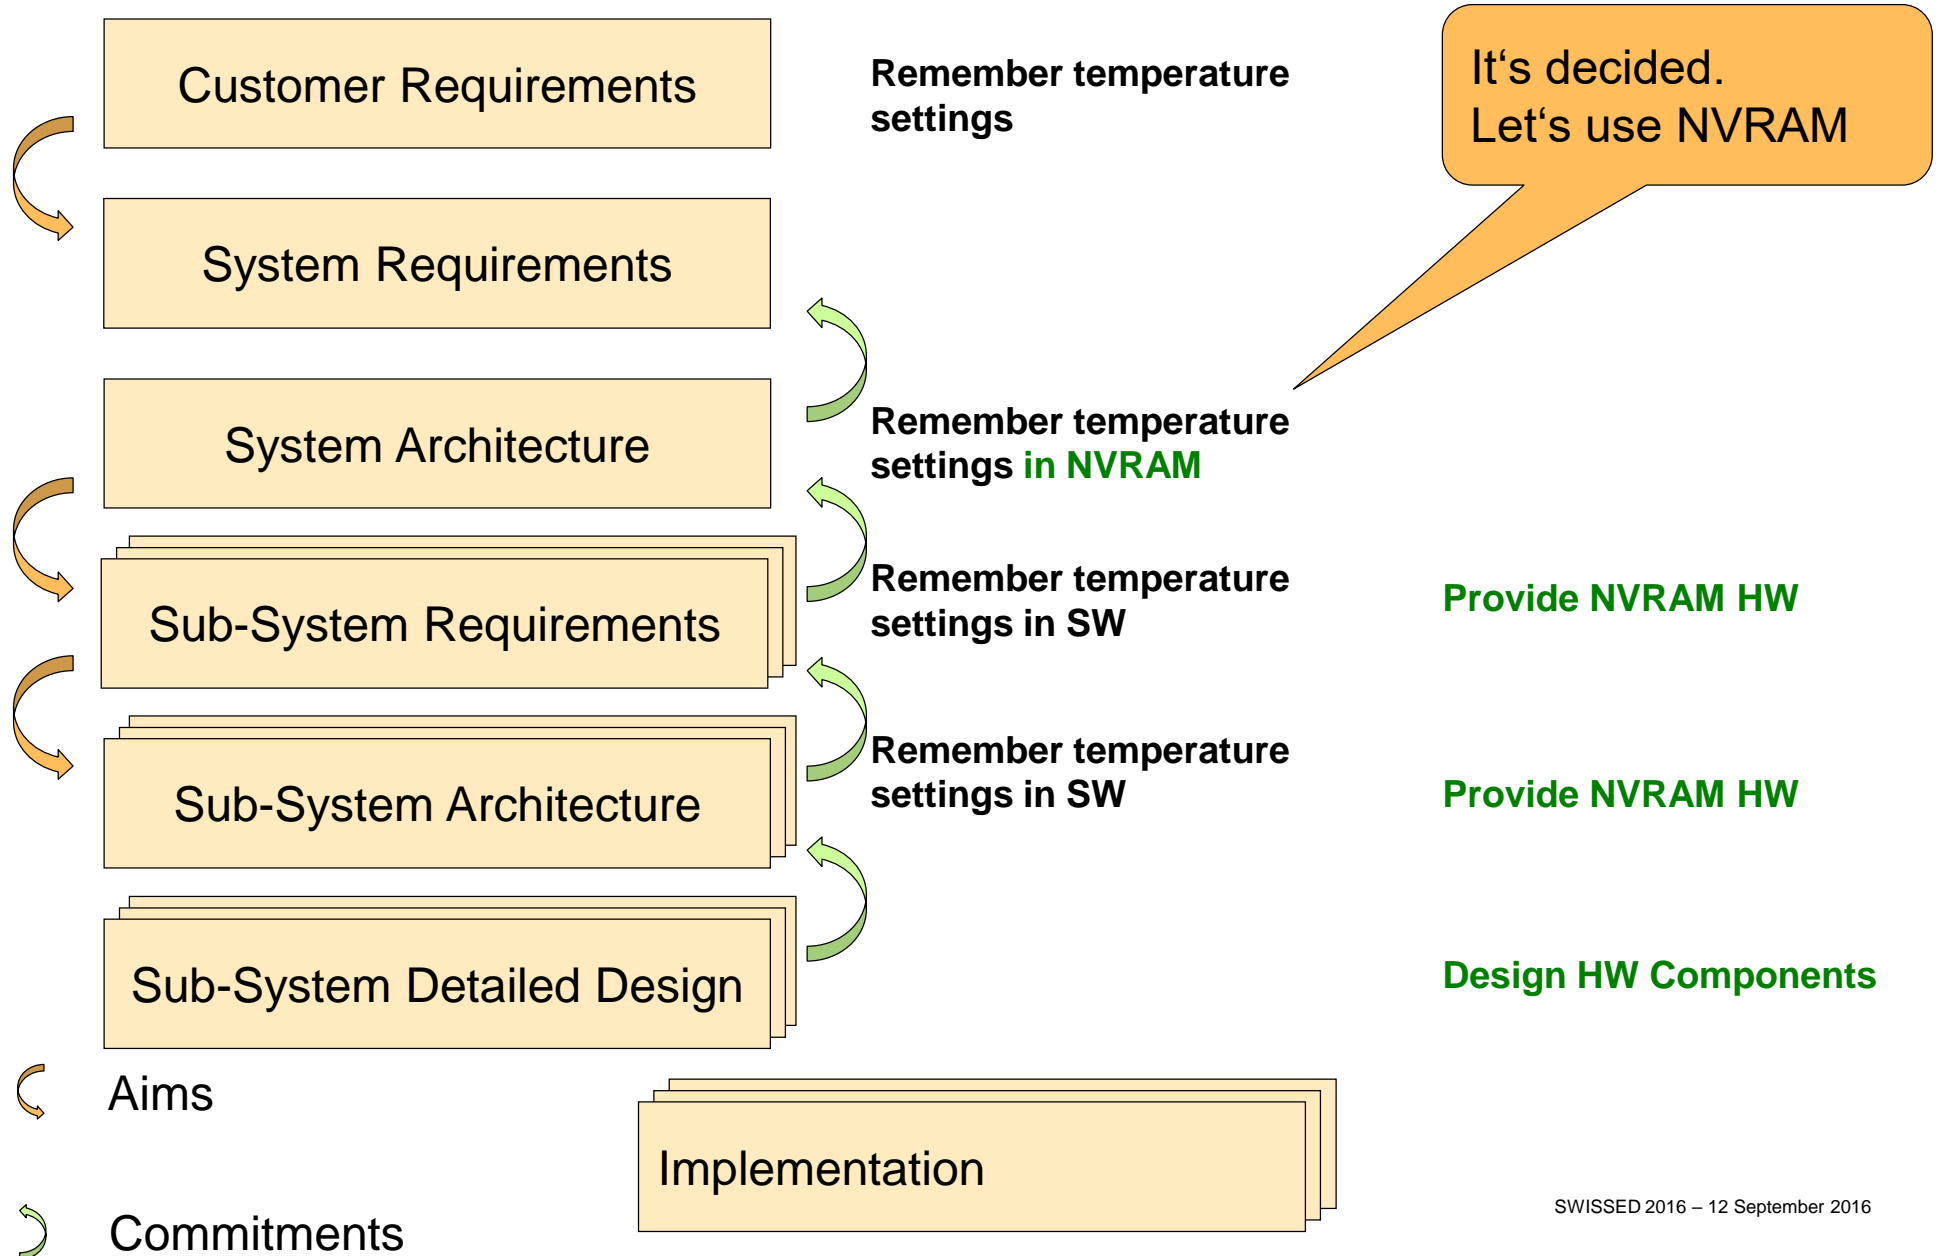 Customer Requirements
Remember temperature
settings
It‘s decided.
Let‘s use NVRAM
System Requirements
System Architecture
Remember temperature
settings in NVRAM
Sub-System Requirements
Remember temperature
settings in SW
Provide NVRAM HW
Sub-System Architecture
Remember temperature
settings in SW
Provide NVRAM HW
Sub-System Detailed Design
Design HW Components
Aims
Implementation
Commitments
SWISSED 2016 – 12 September 2016